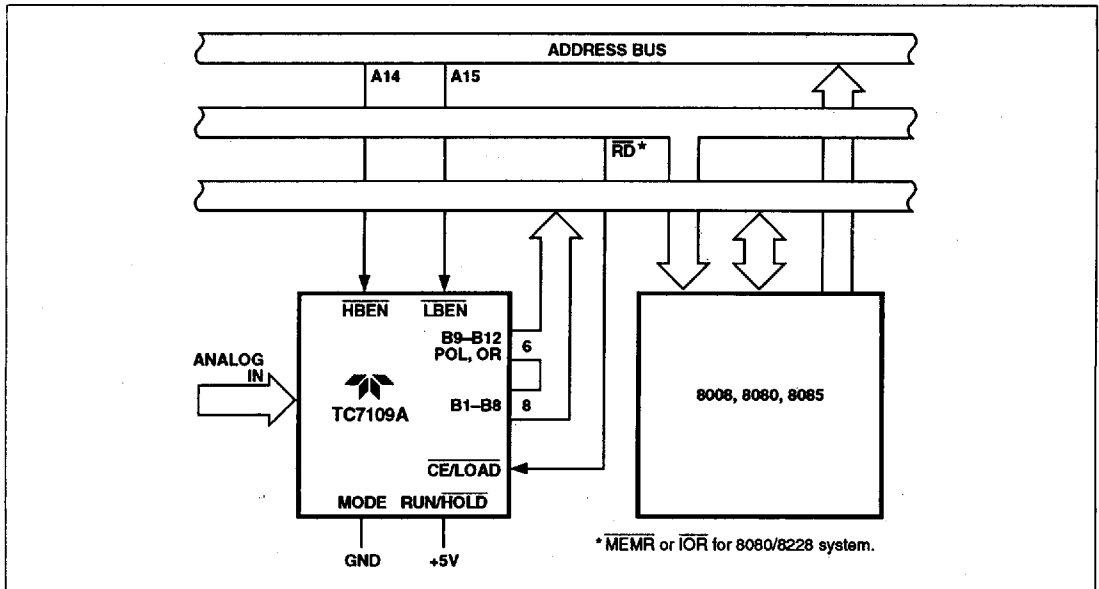 ADDRESS BUS
A14 A15
RD *
HBEN LBEN
B9–B12 6
POL, OR
ANALOG
IN
TC7109A
B1–B8 8
8008, 8080, 8085
CE/LOAD
MODE RUN/HOLD
GND +5V
* MEMR or IOR for 8080/8228 system.